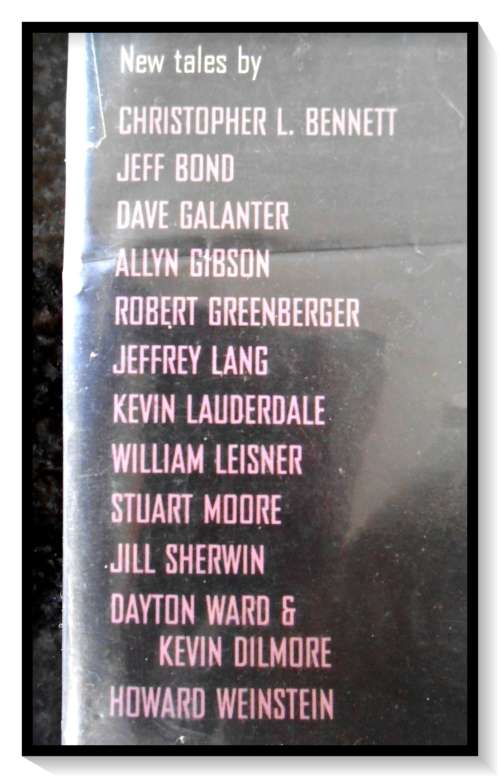 New tales by
CHRISTOPHER L. BENNETT
JEFF BOND
DAVE GALANTER
ALLYN GIBSON
ROBERT GREENBERGER
JEFFREY LANG
KEVIN LAUDERDALE
WILLIAM LEISNER
STUART MOORE
JILL SHERWIN
DAYTON WARD &
KEVIN DILMORE
HOWARD WEINSTEIN